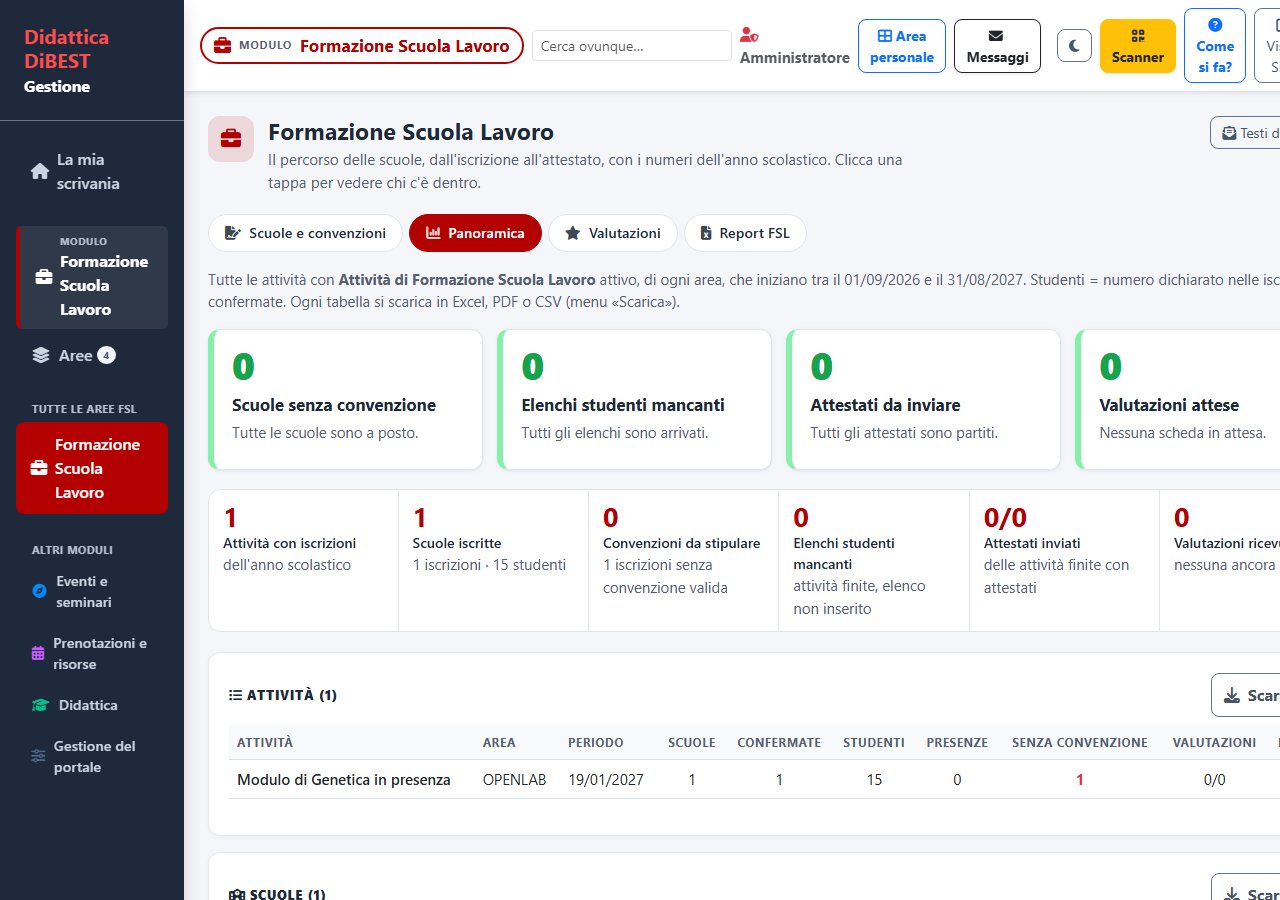 Didattica
DiBEST
Gestione
La mia
scrivania
MODULO
Formazione
Scuola
Lavoro
Aree 4
TUTTE LE AREE FSL
Formazione
Scuola
Lavoro
ALTRI MODULI
Eventi e
seminari
Prenotazioni e
risorse
Didattica
Gestione del
portale
MODULO Formazione Scuola Lavoro
Cerca ovunque...
Amministratore
Area
personale
Messaggi
Scanner
Come
si fa?
Formazione Scuola Lavoro
Il percorso delle scuole, dall'iscrizione all'attestato, con i numeri dell'anno scolastico. Clicca una
tappa per vedere chi c'è dentro.
Testi d
Scuole e convenzioni
Panoramica
Valutazioni
Report FSL
Tutte le attività con Attività di Formazione Scuola Lavoro attivo, di ogni area, che iniziano tra il 01/09/2026 e il 31/08/2027. Studenti = numero dichiarato nelle isc
confermate. Ogni tabella si scarica in Excel, PDF o CSV (menu «Scarica»).
0
Scuole senza convenzione
Tutte le scuole sono a posto.
0
Elenchi studenti mancanti
Tutti gli elenchi sono arrivati.
0
Attestati da inviare
Tutti gli attestati sono partiti.
0
Valutazioni attese
Nessuna scheda in attesa.
1
Attività con iscrizioni
dell'anno scolastico
1
Scuole iscritte
1 iscrizioni · 15 studenti
0
Convenzioni da stipulare
1 iscrizioni senza
convenzione valida
0
Elenchi studenti
mancanti
attività finite, elenco
non inserito
0/0
Attestati inviati
delle attività finite con
attestati
0
Valutazioni ricevu
nessuna ancora
ATTIVITÀ (1)
Scar
ATTIVITÀ AREA PERIODO SCUOLE CONFERMATE STUDENTI PRESENZE SENZA CONVENZIONE VALUTAZIONI
Modulo di Genetica in presenza OPENLAB 19/01/2027 1 1 15 0 1 0/0
SCUOLE (1)
Scar